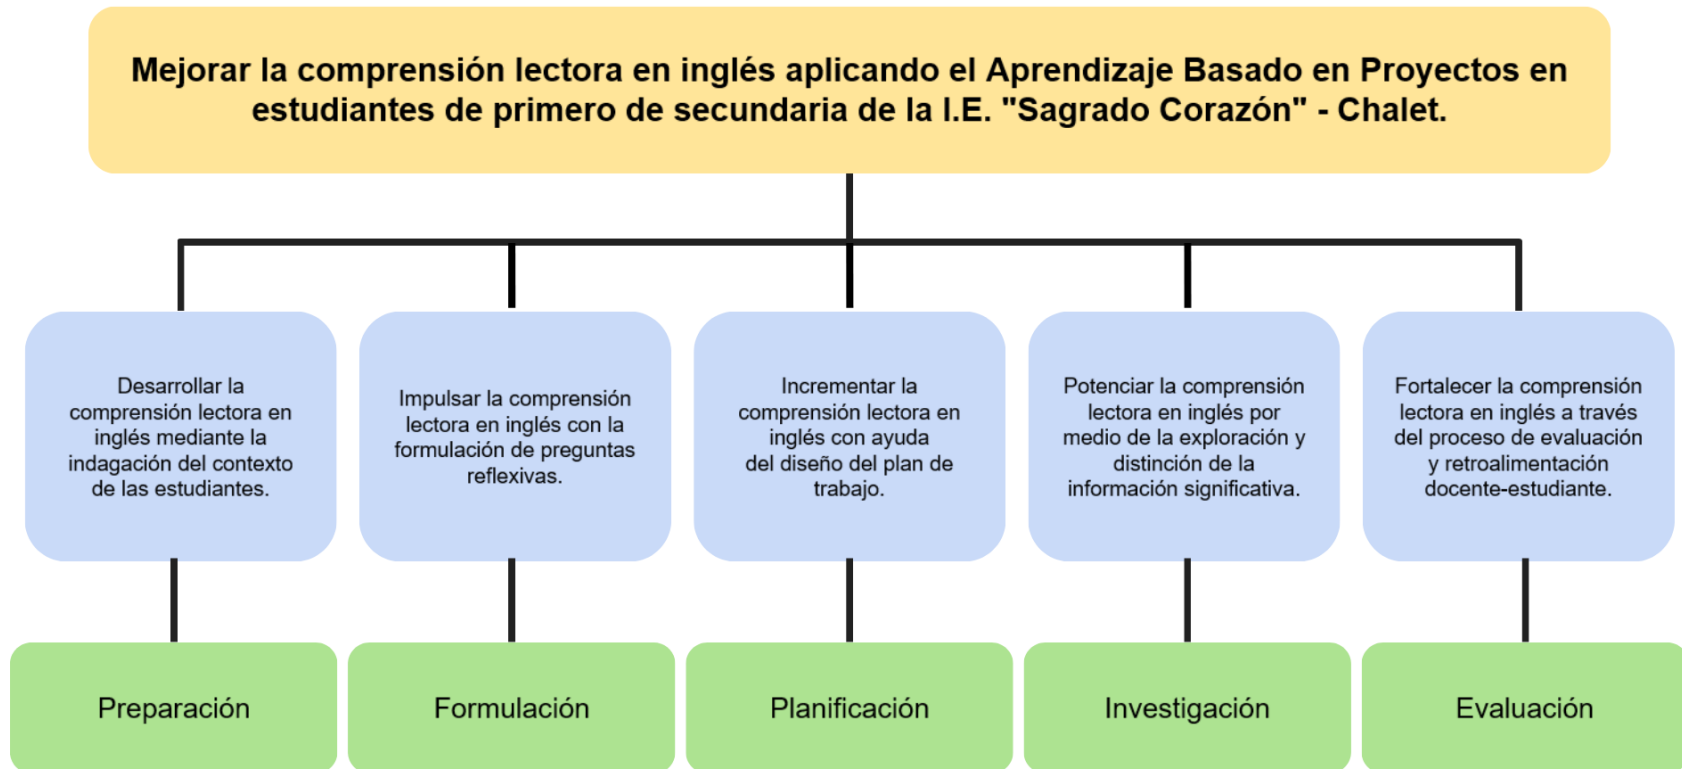 Mejorar la comprensión lectora en inglés aplicando el Aprendizaje Basado en Proyectos en
estudiantes de primero de secundaria de la I.E. "Sagrado Corazón" - Chalet.
Desarrollar la
comprensión lectora en
inglés mediante la
indagación del contexto
de las estudiantes.
Impulsar la comprensión
lectora en inglés con la
formulación de preguntas
reflexivas.
Incrementar la
comprensión lectora en
inglés con ayuda
del diseño del plan de
trabajo.
Potenciar la comprensión
lectora en inglés por
medio de la exploración y
distinción de la
información significativa.
Fortalecer la comprensión
lectora en inglés a través
del proceso de evaluación
y retroalimentación
docente-estudiante.
Preparación
Formulación
Planificación
Investigación
Evaluación